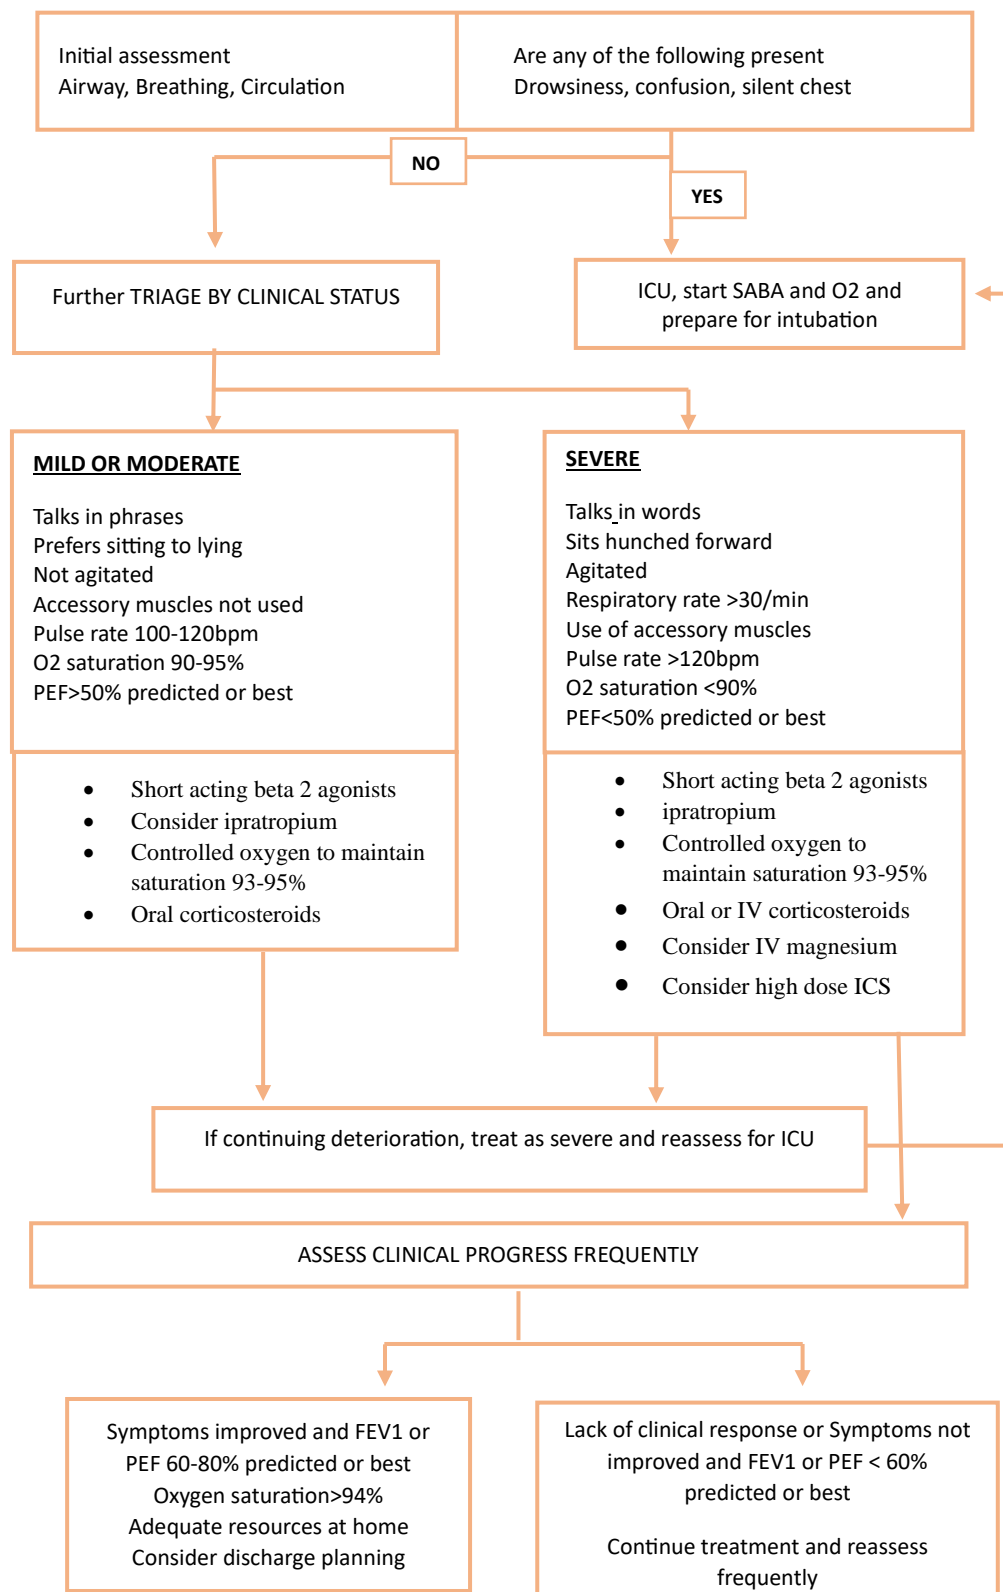 Initial assessment
Airway, Breathing, Circulation
Are any of the following present
Drowsiness, confusion, silent chest
NO
YES
Further TRIAGE BY CLINICAL STATUS
ICU, start SABA and O2 and
prepare for intubation
MILD OR MODERATE
Talks in phrases
Prefers sitting to lying
Not agitated
Accessory muscles not used
Pulse rate 100-120bpm
O2 saturation 90-95%
PEF>50% predicted or best
SEVERE
Talks in words
Sits hunched forward
Agitated
Respiratory rate >30/min
Use of accessory muscles
Pulse rate >120bpm
O2 saturation <90%
PEF<50% predicted or best
• Short acting beta 2 agonists
• Consider ipratropium
• Controlled oxygen to maintain
saturation 93-95%
• Oral corticosteroids
• Short acting beta 2 agonists
• ipratropium
• Controlled oxygen to
maintain saturation 93-95%
• Oral or IV corticosteroids
• Consider IV magnesium
• Consider high dose ICS
If continuing deterioration, treat as severe and reassess for ICU
ASSESS CLINICAL PROGRESS FREQUENTLY
Symptoms improved and FEV1 or
PEF 60-80% predicted or best
Oxygen saturation>94%
Adequate resources at home
Consider discharge planning
Lack of clinical response or Symptoms not
improved and FEV1 or PEF < 60%
predicted or best
Continue treatment and reassess
frequently